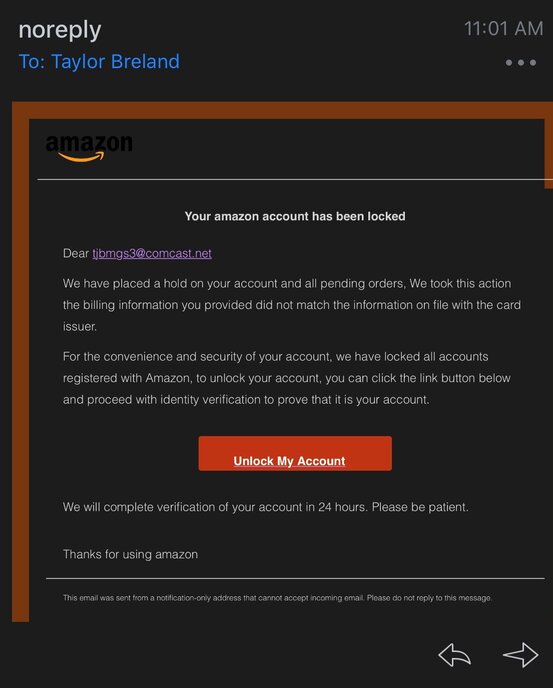 noreply
11:01 AM
To: Taylor Breland
amazon
Your amazon account has been locked
Dear tjbmgs3@comcast.net
We have placed a hold on your account and all pending orders, We took this action
the billing information you provided did not match the information on file with the card
issuer.
For the convenience and security of your account, we have locked all accounts
registered with Amazon, to unlock your account, you can click the link button below
and proceed with identity verification to prove that it is your account.
Unlock My Account
We will complete verification of your account in 24 hours. Please be patient.
Thanks for using amazon
This email was sent from a notification-only address that cannot accept incoming email. Please do not reply to this message.